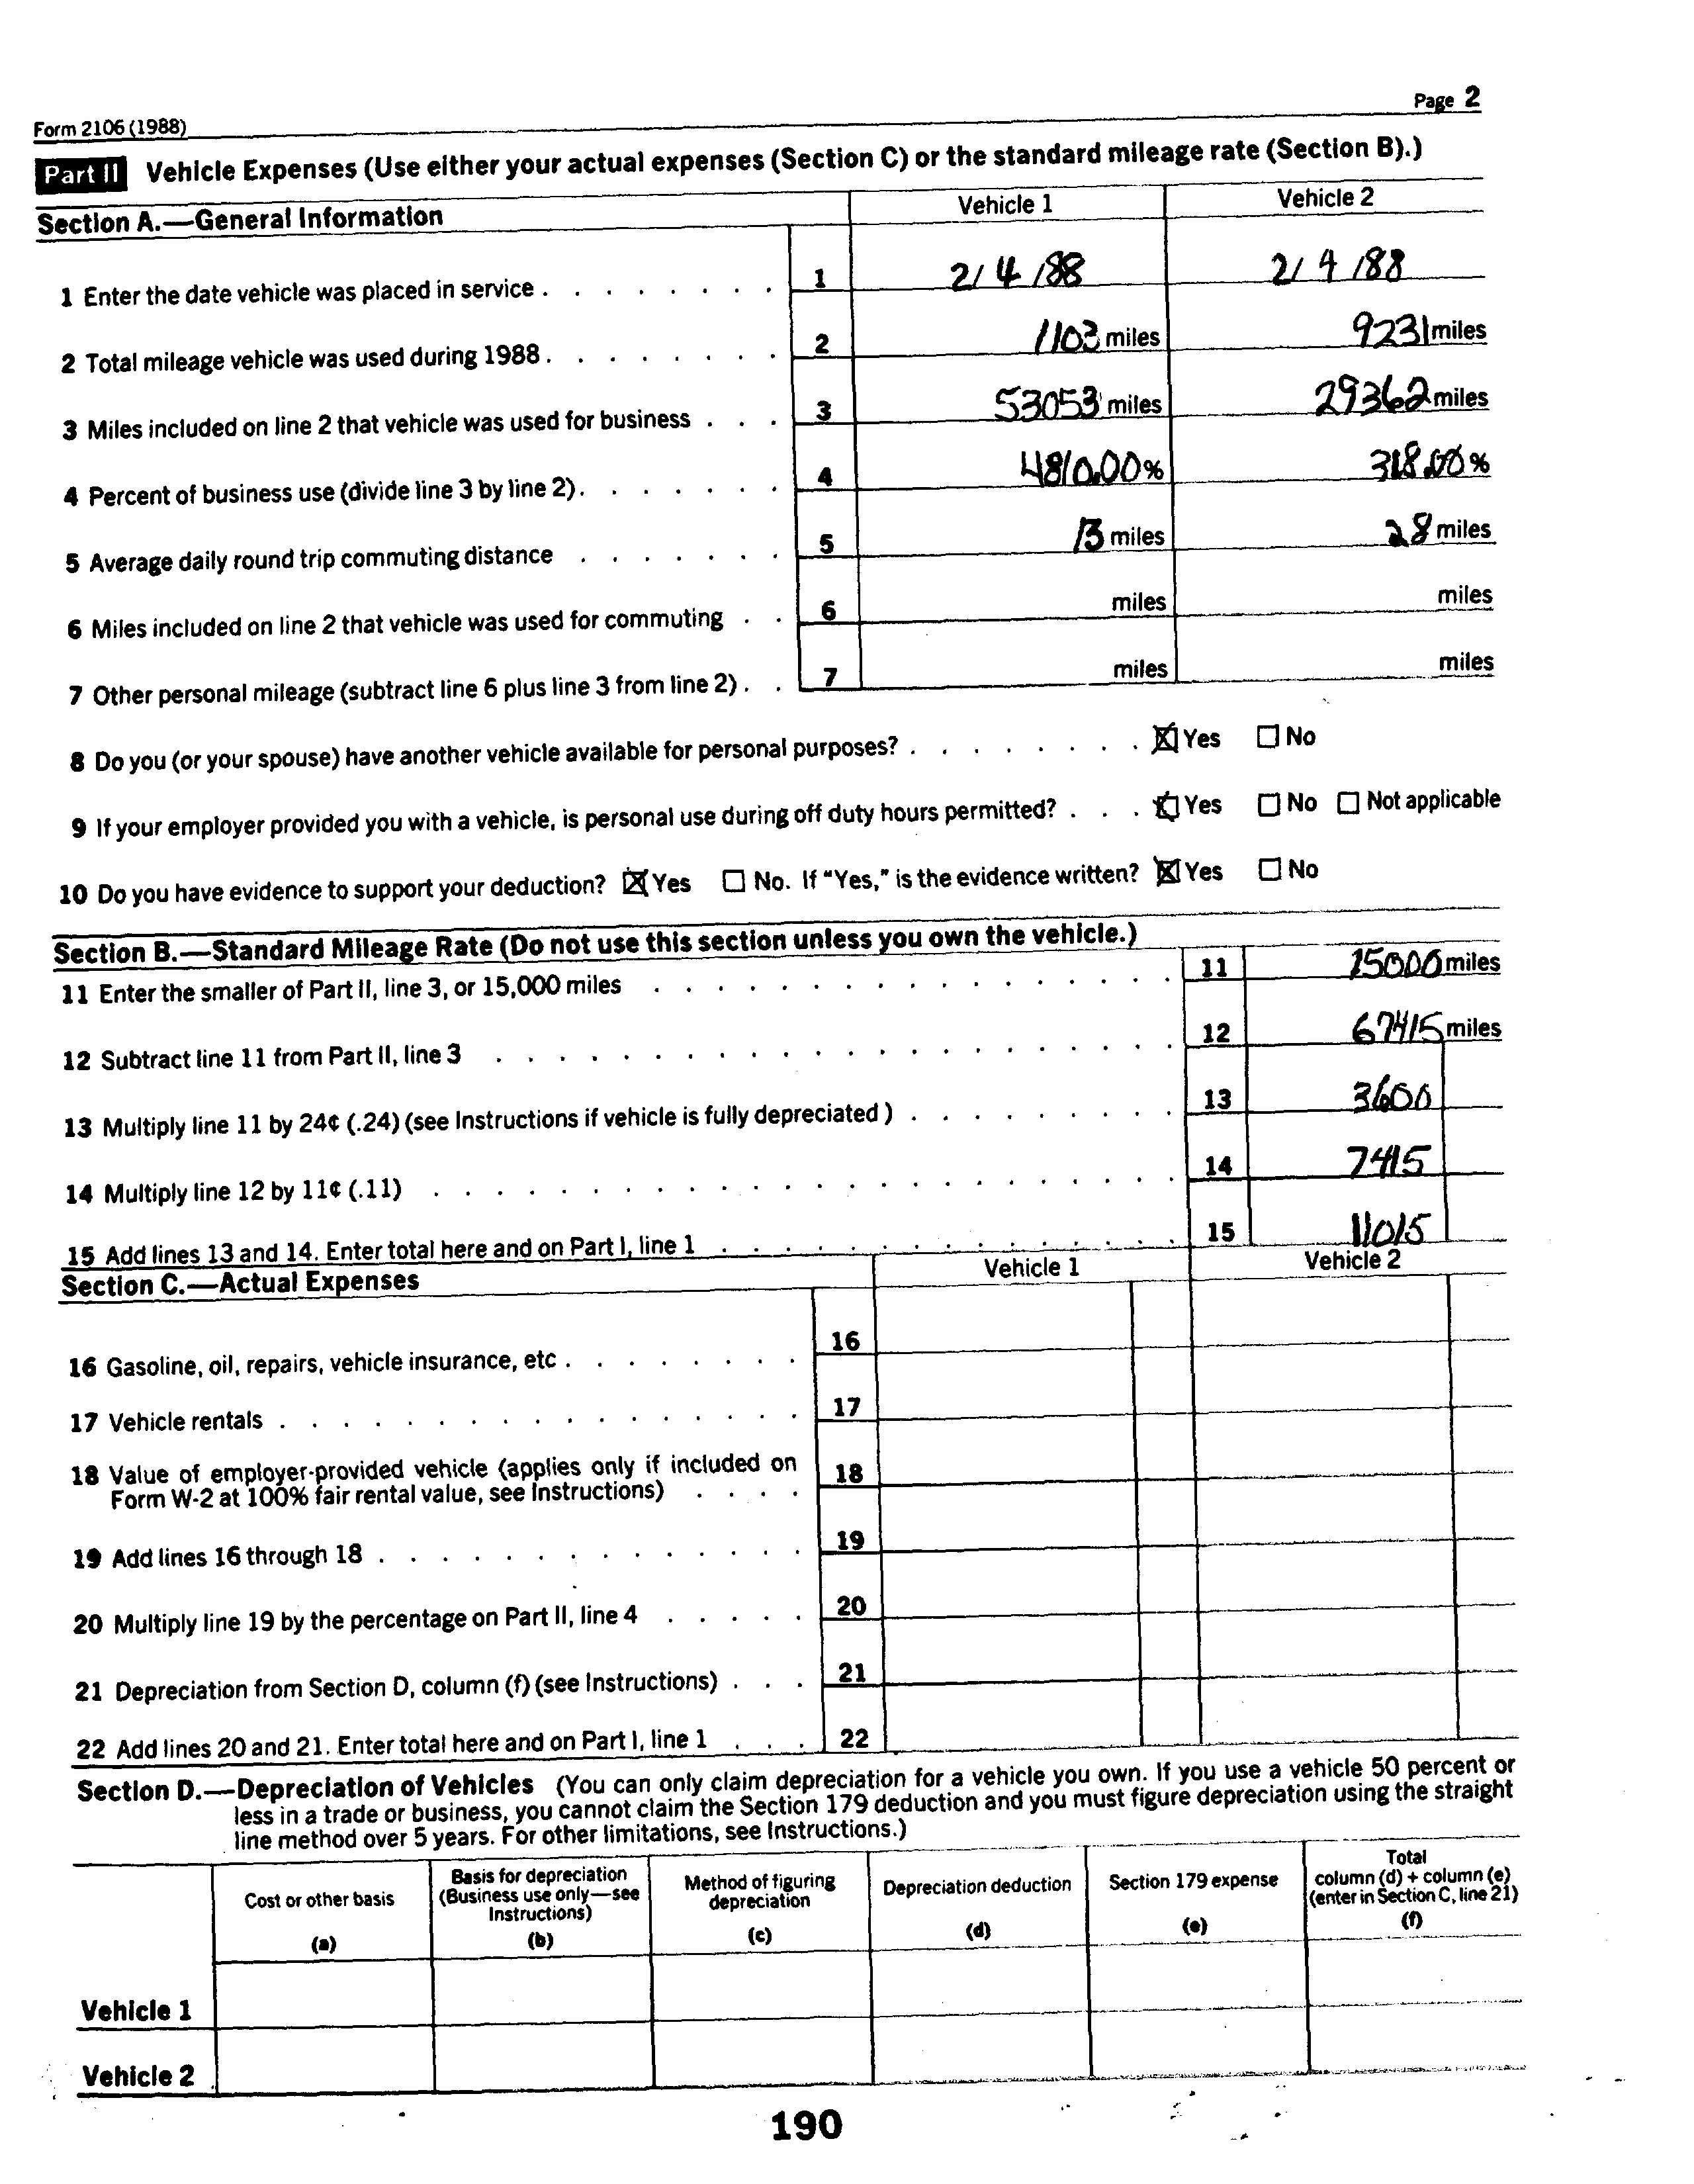 Form 2106 (1988) Page 2
Part II Vehicle Expenses (Use either your actual expenses (Section C) or the standard mileage rate (Section B).)
Section A.—General Information Vehicle 1 Vehicle 2
1 Enter the date vehicle was placed in service . . . . . . . . 1 2/ 4 /88 2/ 9 /88
2 Total mileage vehicle was used during 1988 . . . . . . . . 2 1103 miles 9231 miles
3 Miles included on line 2 that vehicle was used for business . . . 3 53053 miles 29362 miles
4 Percent of business use (divide line 3 by line 2) . . . . . . . 4 4810.00 % 318.00 %
5 Average daily round trip commuting distance . . . . . . . 5 13 miles 28 miles
6 Miles included on line 2 that vehicle was used for commuting . . 6 miles miles
7 Other personal mileage (subtract line 6 plus line 3 from line 2) . . 7 miles miles
8 Do you (or your spouse) have another vehicle available for personal purposes? . . . . . . . . ☒ Yes ☐ No
9 If your employer provided you with a vehicle, is personal use during off duty hours permitted? . . . ☒ Yes ☐ No ☐ Not applicable
10 Do you have evidence to support your deduction? ☒ Yes ☐ No. If "Yes," is the evidence written? ☒ Yes ☐ No
Section B.—Standard Mileage Rate (Do not use this section unless you own the vehicle.)
11 Enter the smaller of Part II, line 3, or 15,000 miles . . . . . . . . . . . . . . . . . 11 15000 miles
12 Subtract line 11 from Part II, line 3 . . . . . . . . . . . . . . . . . . . . . . 12 67415 miles
13 Multiply line 11 by 24¢ (.24) (see Instructions if vehicle is fully depreciated ) . . . . . . . . . 13 3600
14 Multiply line 12 by 11¢ (.11) . . . . . . . . . . . . . . . . . . . . . . . . 14 7415
15 Add lines 13 and 14. Enter total here and on Part I, line 1 . . . . . . . . . . . . . . . 15 11015
Section C.—Actual Expenses Vehicle 1 Vehicle 2
16 Gasoline, oil, repairs, vehicle insurance, etc . . . . . . . . 16
17 Vehicle rentals . . . . . . . . . . . . . . . . . 17
18 Value of employer-provided vehicle (applies only if included on
Form W-2 at 100% fair rental value, see Instructions) . . . . 18
19 Add lines 16 through 18 . . . . . . . . . . . . . . 19
20 Multiply line 19 by the percentage on Part II, line 4 . . . . . 20
21 Depreciation from Section D, column (f) (see Instructions) . . . 21
22 Add lines 20 and 21. Enter total here and on Part I, line 1 . . . 22
Section D.—Depreciation of Vehicles (You can only claim depreciation for a vehicle you own. If you use a vehicle 50 percent or
less in a trade or business, you cannot claim the Section 179 deduction and you must figure depreciation using the straight
line method over 5 years. For other limitations, see Instructions.)
Cost or other basis
(a)
Basis for depreciation
(Business use only—see
Instructions)
(b)
Method of figuring
depreciation
(c)
Depreciation deduction
(d)
Section 179 expense
(e)
Total
column (d) + column (e)
(enter in Section C, line 21)
(f)
Vehicle 1
Vehicle 2
190